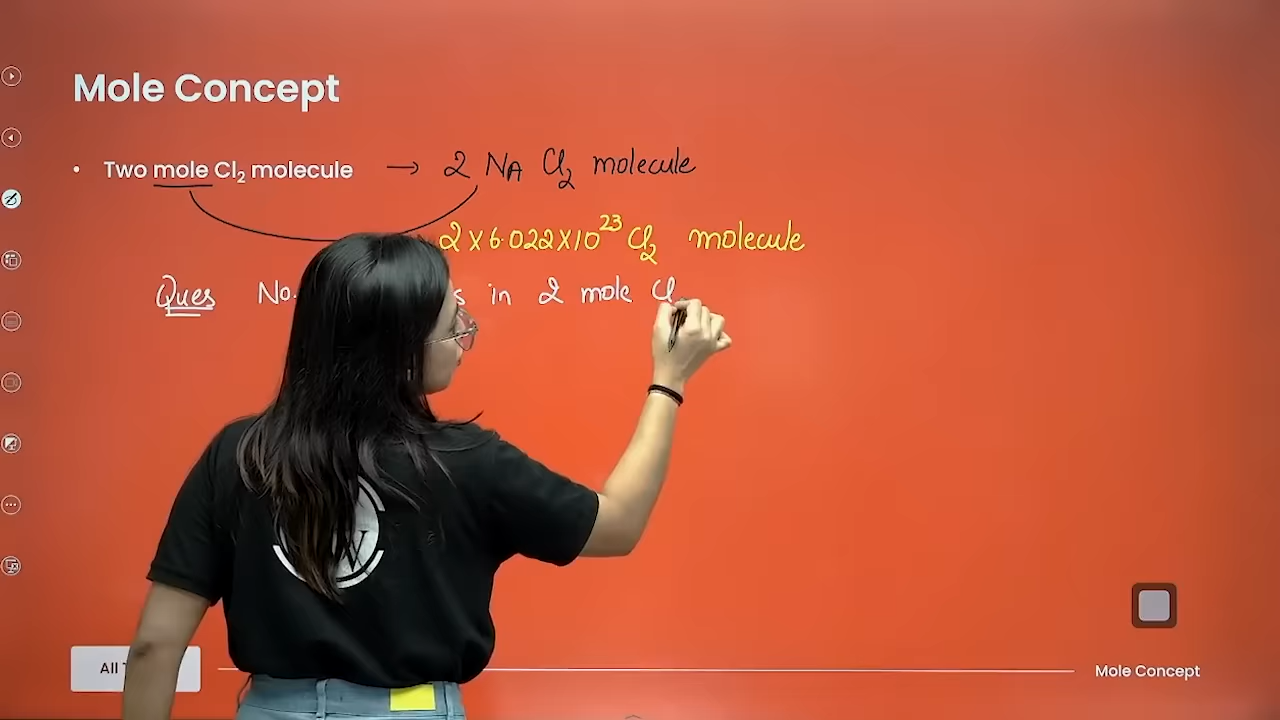 Mole Concept
• Two mole Cl₂ molecule → 2 NA Cl₂ molecule
2 X 6.022 X 10²³ Cl₂ molecule
Ques No. in 2 mole Cl
All
Mole Concept